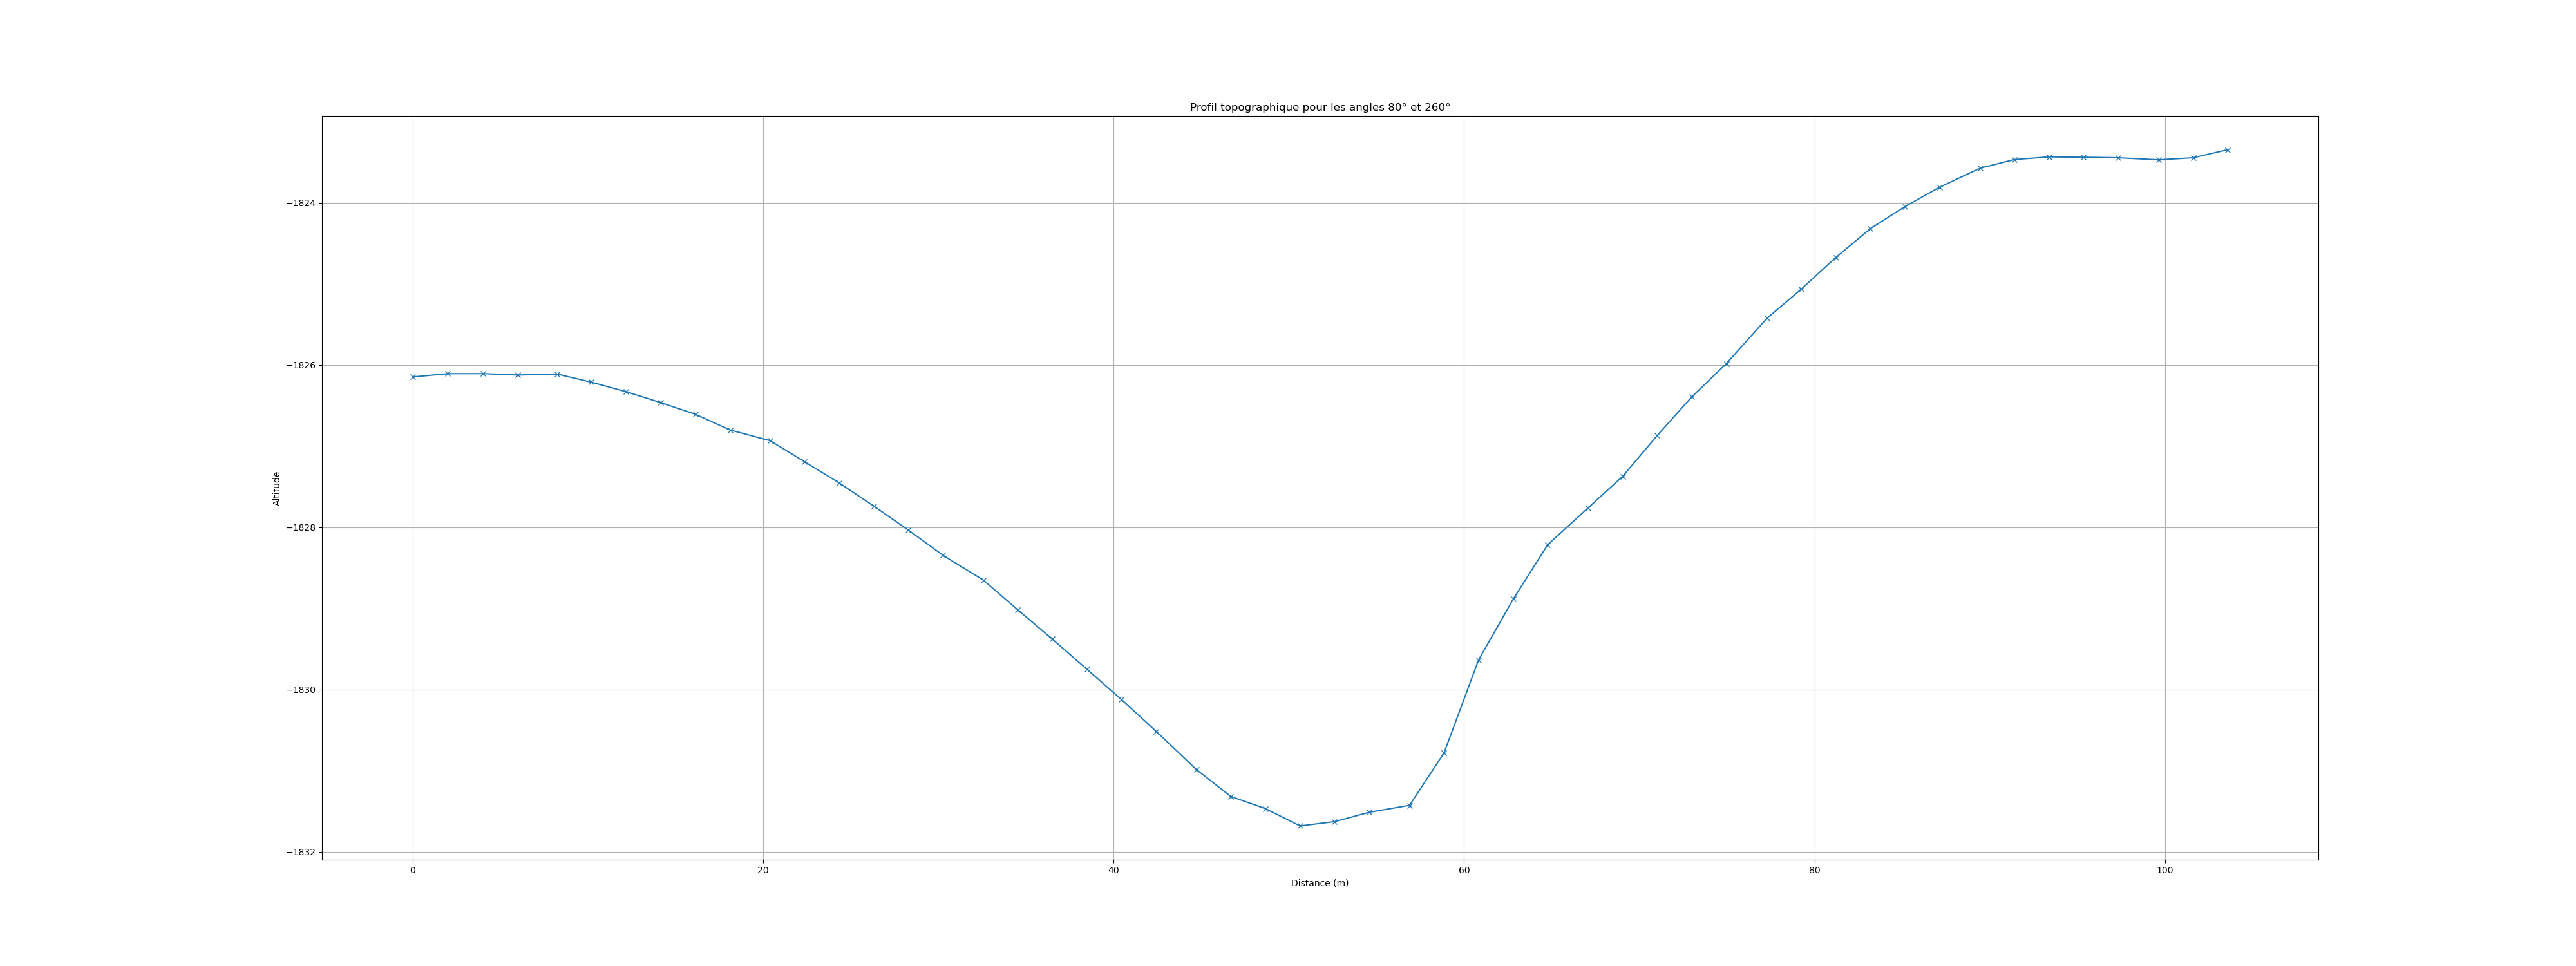 Profil topographique pour les angles 80° et 260°
−1824
−1826
−1828
−1830
−1832
Altitude
0 20 40 60 80 100
Distance (m)